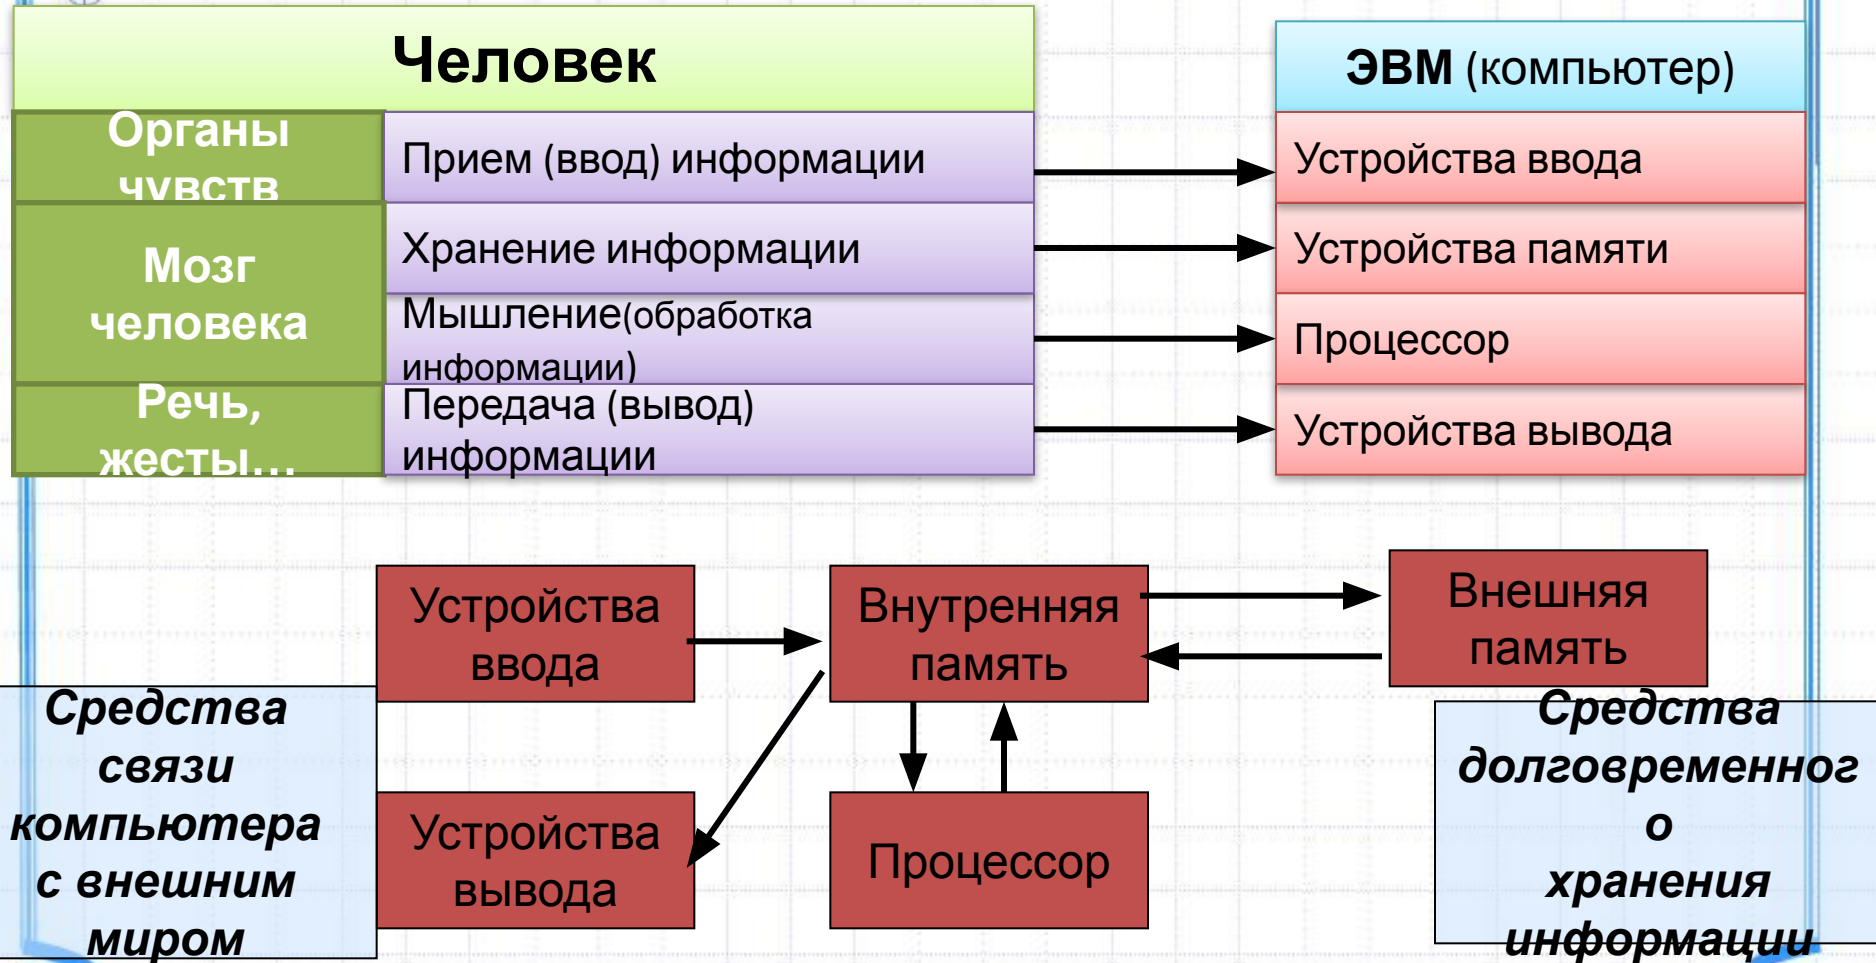 Человек
ЭВМ (компьютер)
Органы
чувств
Прием (ввод) информации
Устройства ввода
Мозг
человека
Хранение информации
Устройства памяти
Мышление(обработка
информации)
Процессор
Речь,
жесты...
Передача (вывод)
информации
Устройства вывода
Устройства
ввода
Внутренняя
память
Внешняя
память
Средства
связи
компьютера
с внешним
миром
Устройства
вывода
Процессор
Средства
долговременног
о
хранения
информации